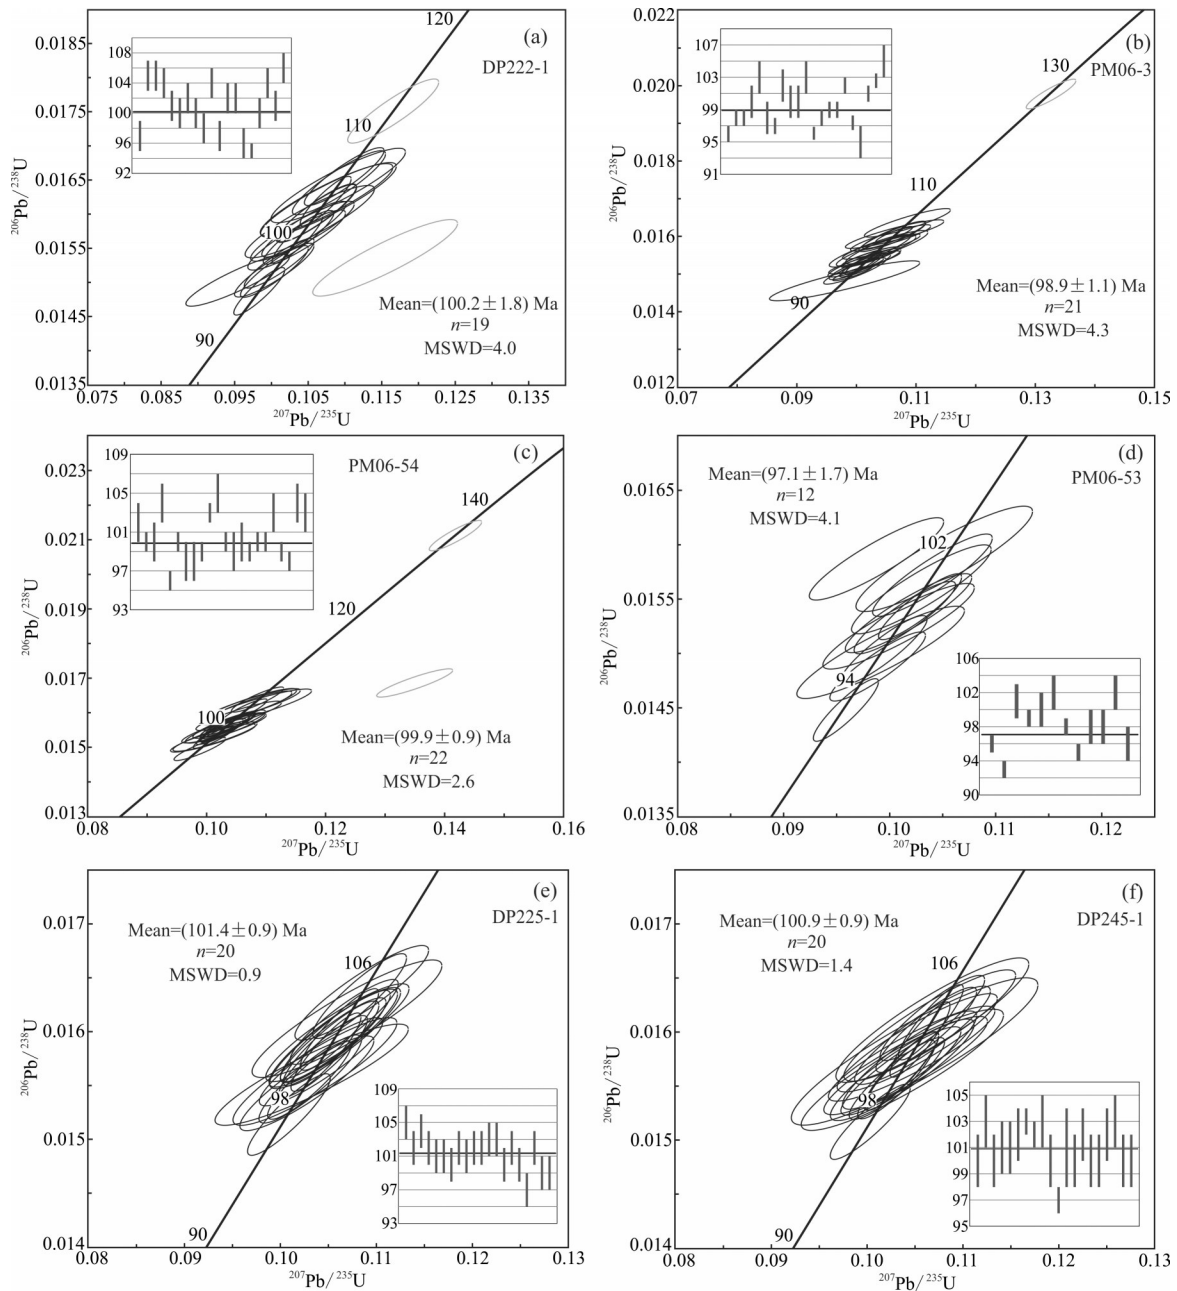 (a)
DP222-1
0.0185
0.0175
0.0165
0.0155
0.0145
0.0135
0.075
0.085
0.095
0.105
0.115
0.125
0.135
206Pb/238U
207Pb/235U
120
110
100
90
108
104
100
96
92
Mean=(100.2±1.8) Ma
n=19
MSWD=4.0
(b)
PM06-3
0.022
0.020
0.018
0.016
0.014
0.012
0.07
0.09
0.11
0.13
0.15
206Pb/238U
207Pb/235U
130
110
90
107
103
99
95
91
Mean=(98.9±1.1) Ma
n=21
MSWD=4.3
(c)
PM06-54
0.023
0.021
0.019
0.017
0.015
0.013
0.08
0.10
0.12
0.14
0.16
206Pb/238U
207Pb/235U
140
120
100
109
105
101
97
93
Mean=(99.9±0.9) Ma
n=22
MSWD=2.6
(d)
PM06-53
Mean=(97.1±1.7) Ma
n=12
MSWD=4.1
0.0165
0.0155
0.0145
0.0135
0.08
0.09
0.10
0.11
0.12
206Pb/238U
207Pb/235U
102
94
106
102
98
94
90
(e)
DP225-1
Mean=(101.4±0.9) Ma
n=20
MSWD=0.9
0.017
0.016
0.015
0.014
0.08
0.09
0.10
0.11
0.12
0.13
206Pb/238U
207Pb/235U
106
98
90
109
105
101
97
93
(f)
DP245-1
Mean=(100.9±0.9) Ma
n=20
MSWD=1.4
0.017
0.016
0.015
0.014
0.08
0.09
0.10
0.11
0.12
0.13
206Pb/238U
207Pb/235U
106
98
90
105
103
101
99
97
95